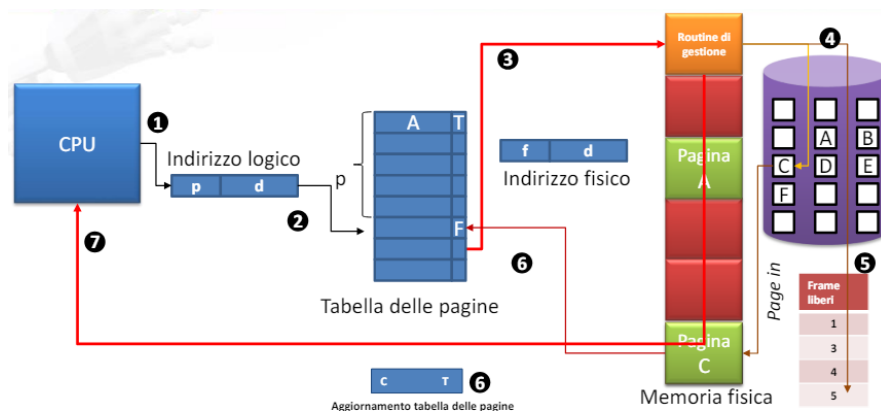 Routine di
gestione
4
3
CPU
1
Indirizzo logico
p d
2
7
p
A T
F
Tabella delle pagine
f d
Indirizzo fisico
6
Pagina
A
Pagina
C
Memoria fisica
A B
C D E
F
Page in
5
Frame
liberi
1
3
4
5
C T
6
Aggiornamento tabella delle pagine